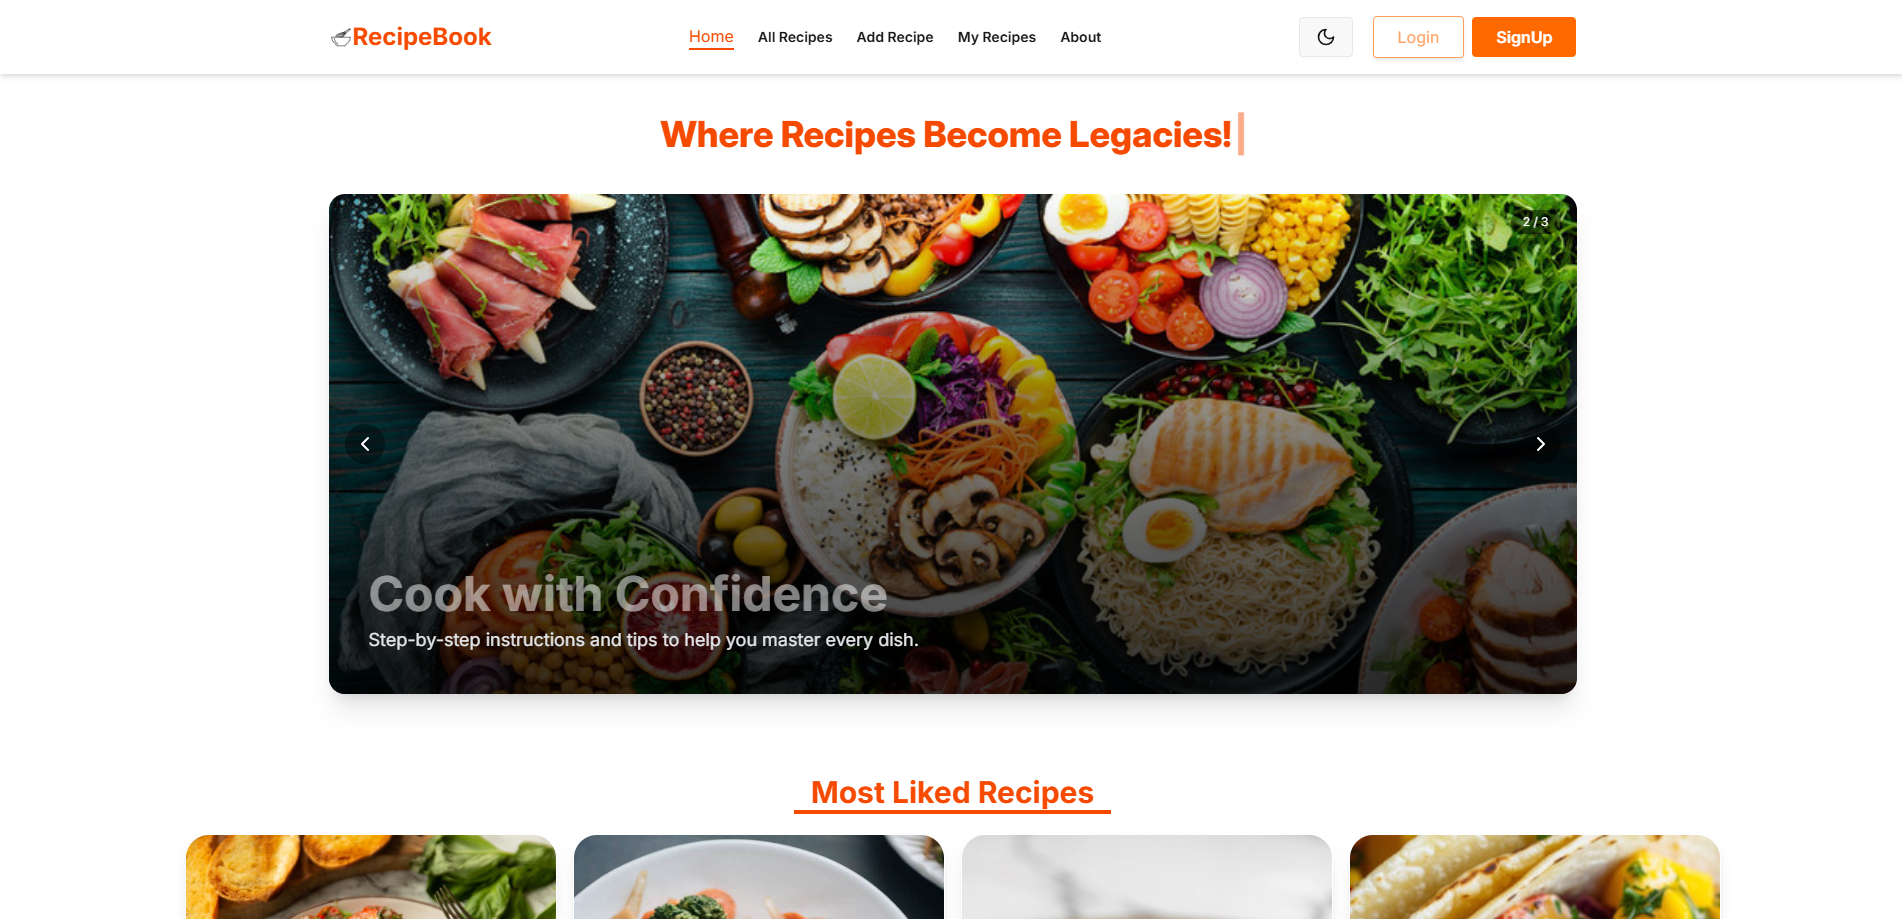 RecipeBook
Home
All Recipes
Add Recipe
My Recipes
About
Login
SignUp
Where Recipes Become Legacies!
2 / 3
Cook with Confidence
Step-by-step instructions and tips to help you master every dish.
Most Liked Recipes